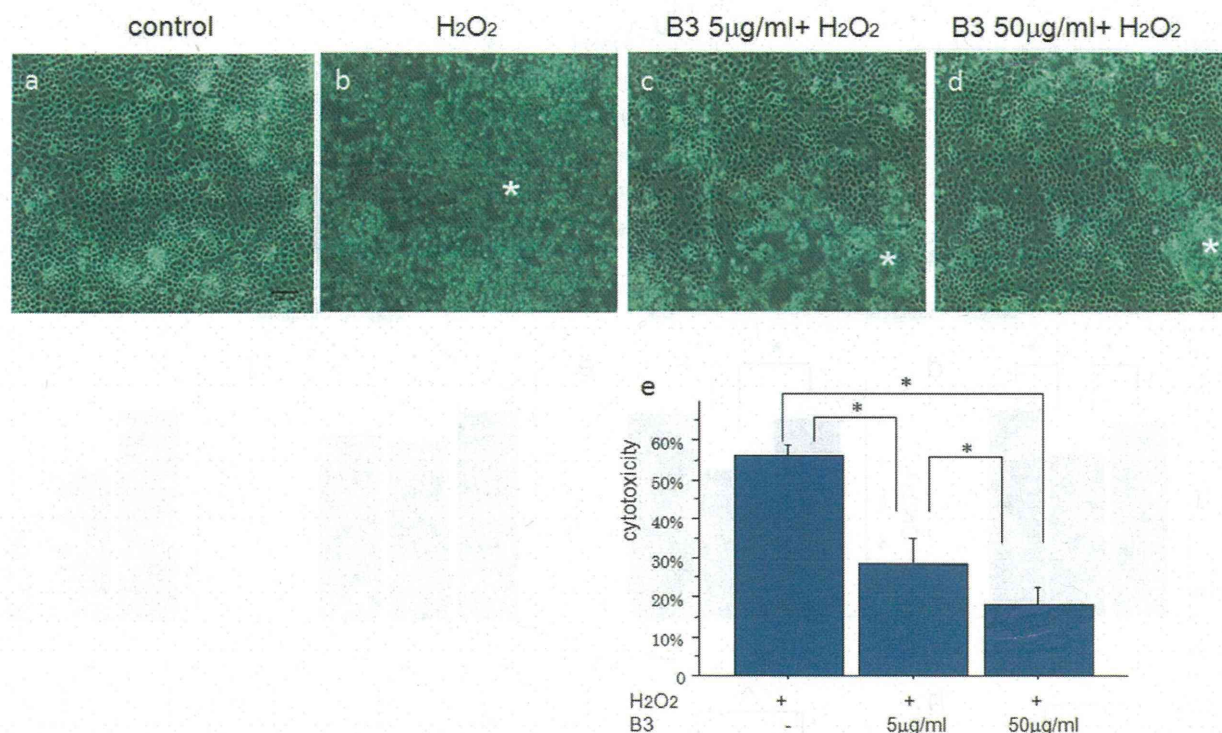 control H2O2 B3 5μg/ml+ H2O2 B3 50μg/ml+ H2O2
a b c d
* * *
e
*
*
*
cytotoxicity
60%
50%
40%
30%
20%
10%
0
H2O2 + + +
B3 - 5μg/ml 50μg/ml